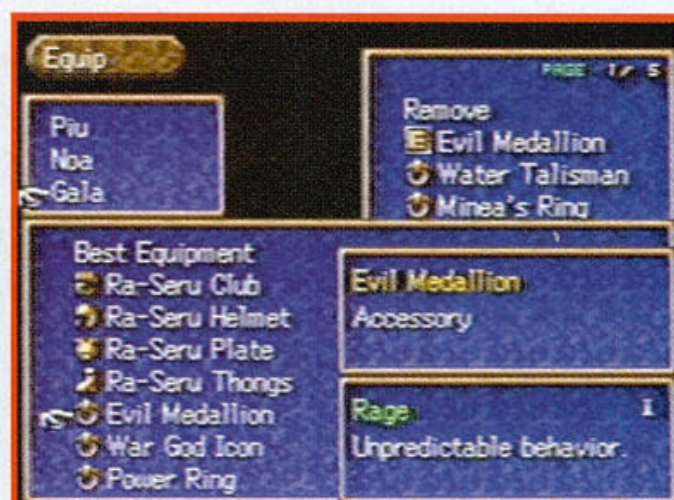 Equip
PAGE 1/ 5
Piu
Noa
Gala
Remove
E Evil Medallion
Water Talisman
Minea's Ring
Best Equipment
Ra-Seru Club
Ra-Seru Helmet
Ra-Seru Plate
Ra-Seru Thongs
Evil Medallion
War God Icon
Power Ring
Evil Medallion
Accessory
Rage 1
Unpredictable behavior.